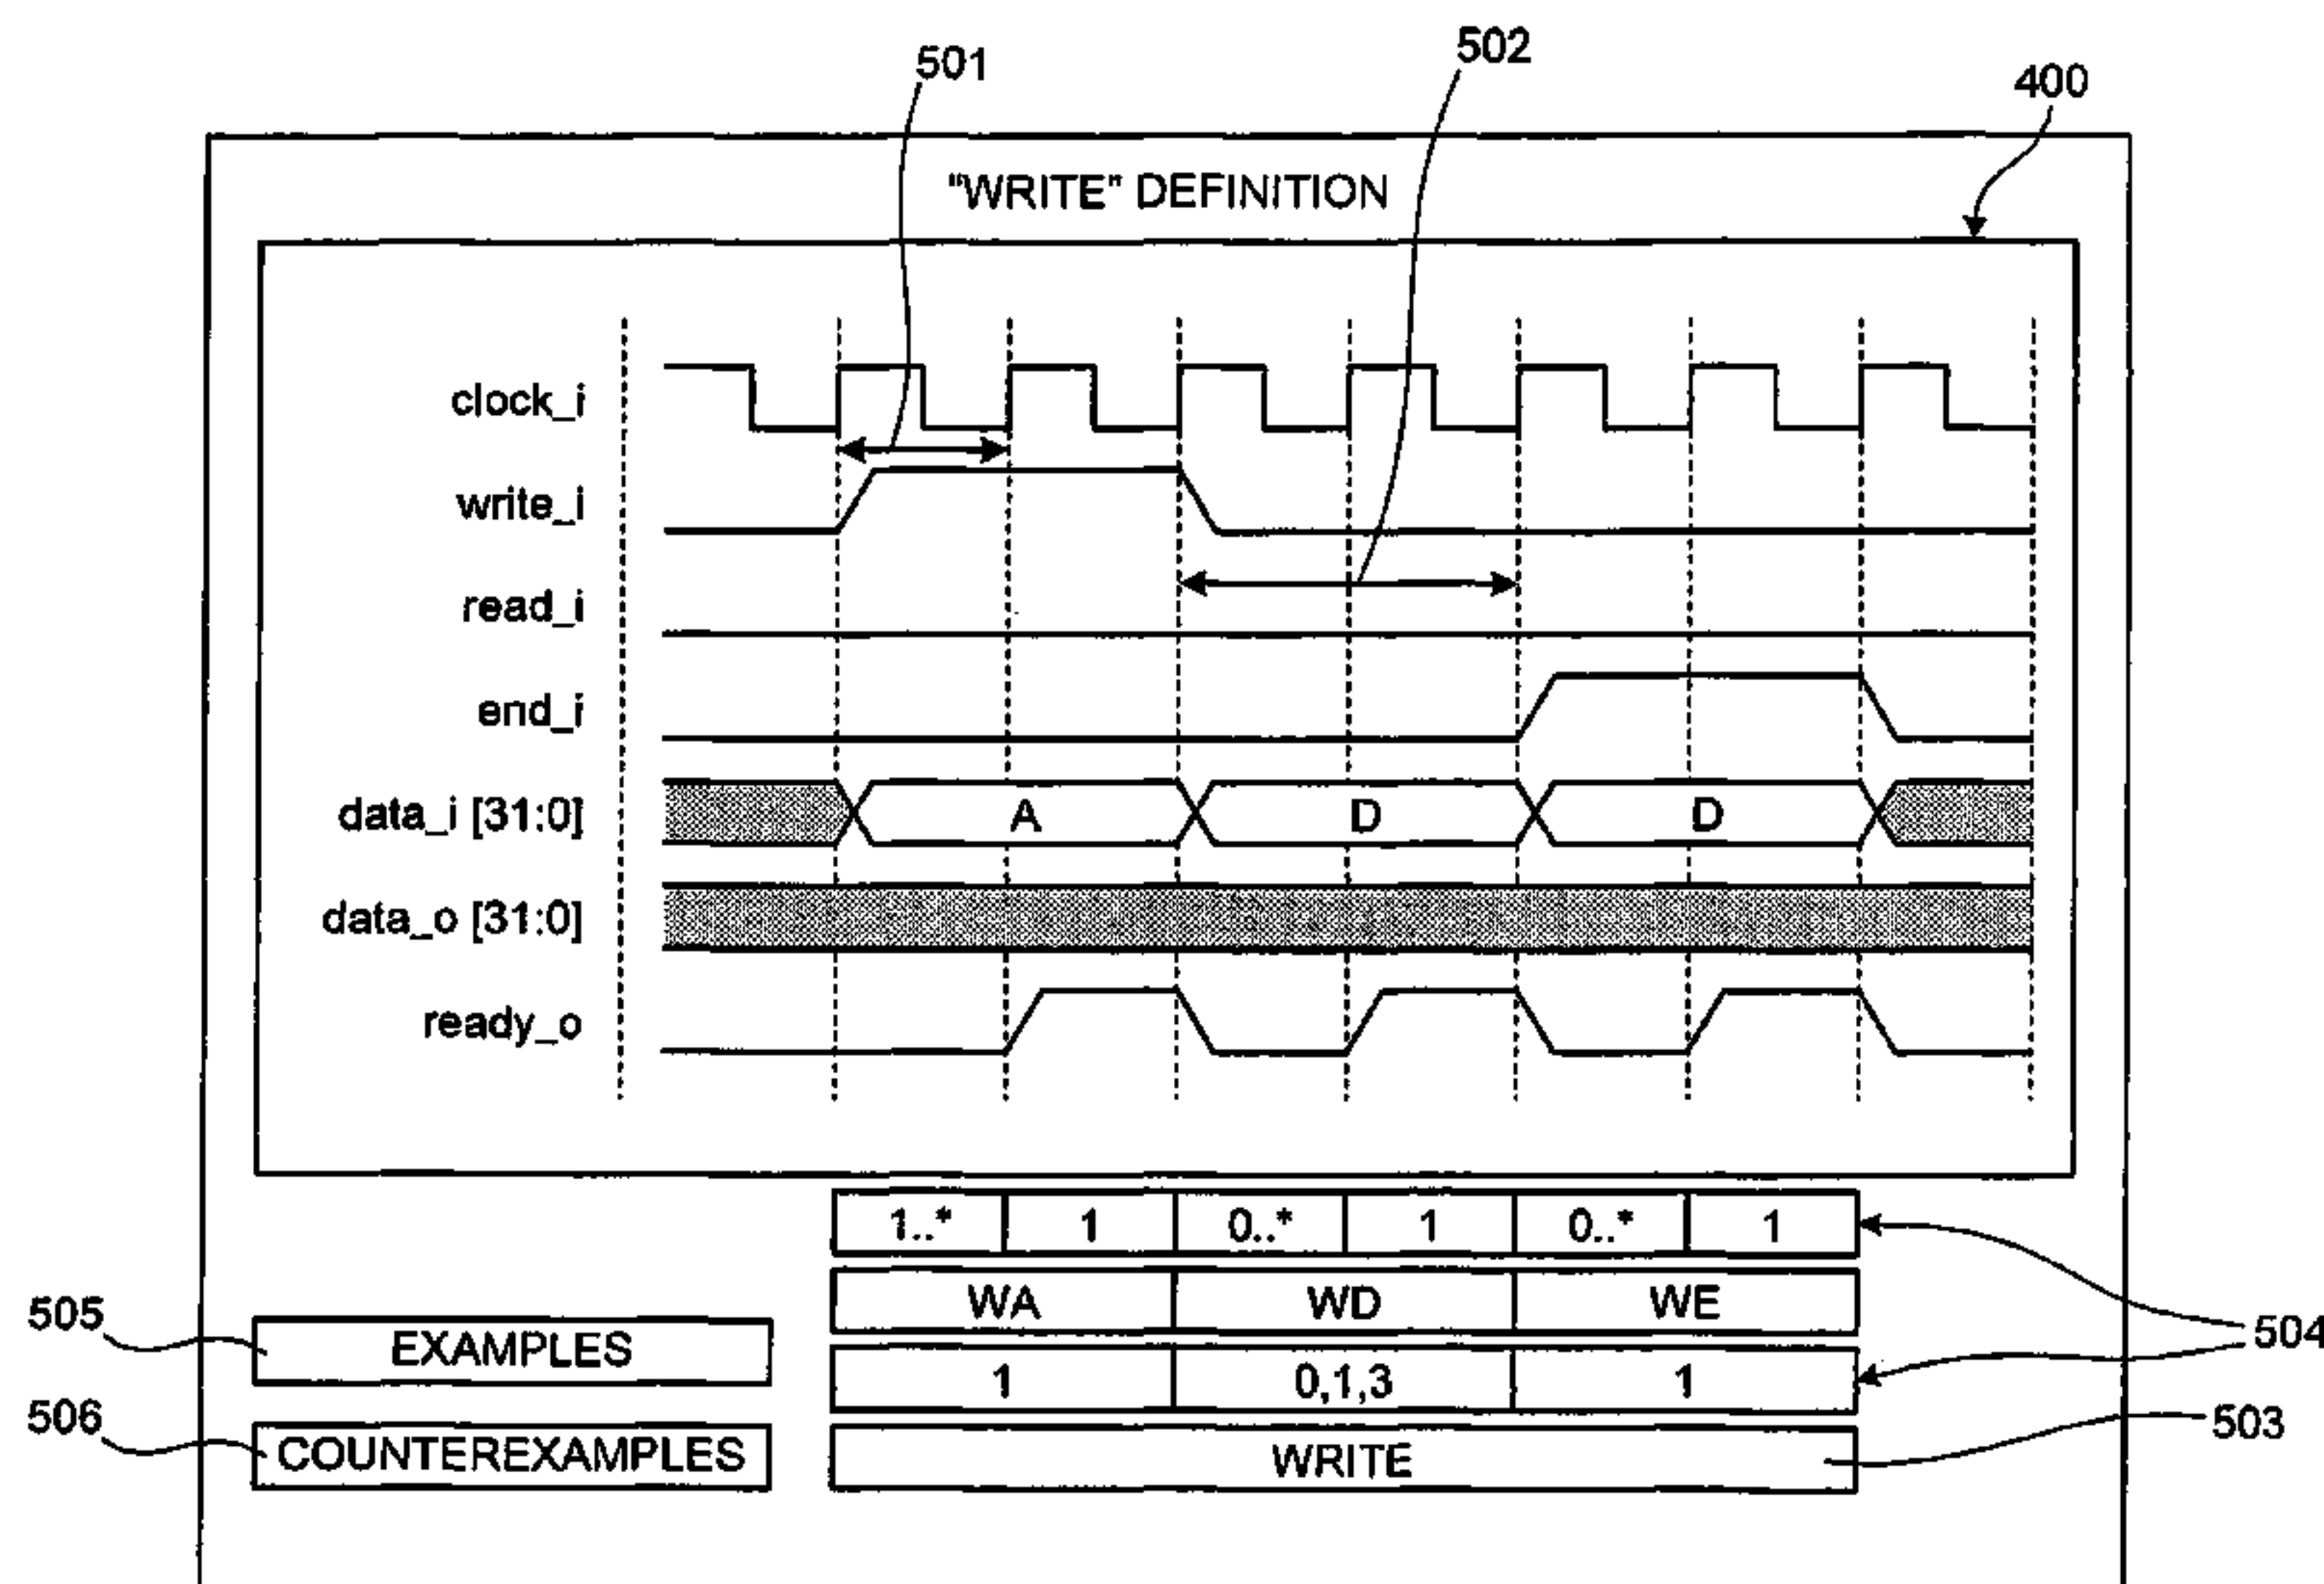 501
502
400
"WRITE" DEFINITION
clock_i
write_i
read_i
end_i
data_i [31:0] A D D
data_o [31:0]
ready_o
1..* 1 0..* 1 0..* 1
WA WD WE
504
505
EXAMPLES
1 0,1,3 1
506
COUNTEREXAMPLES
WRITE
503